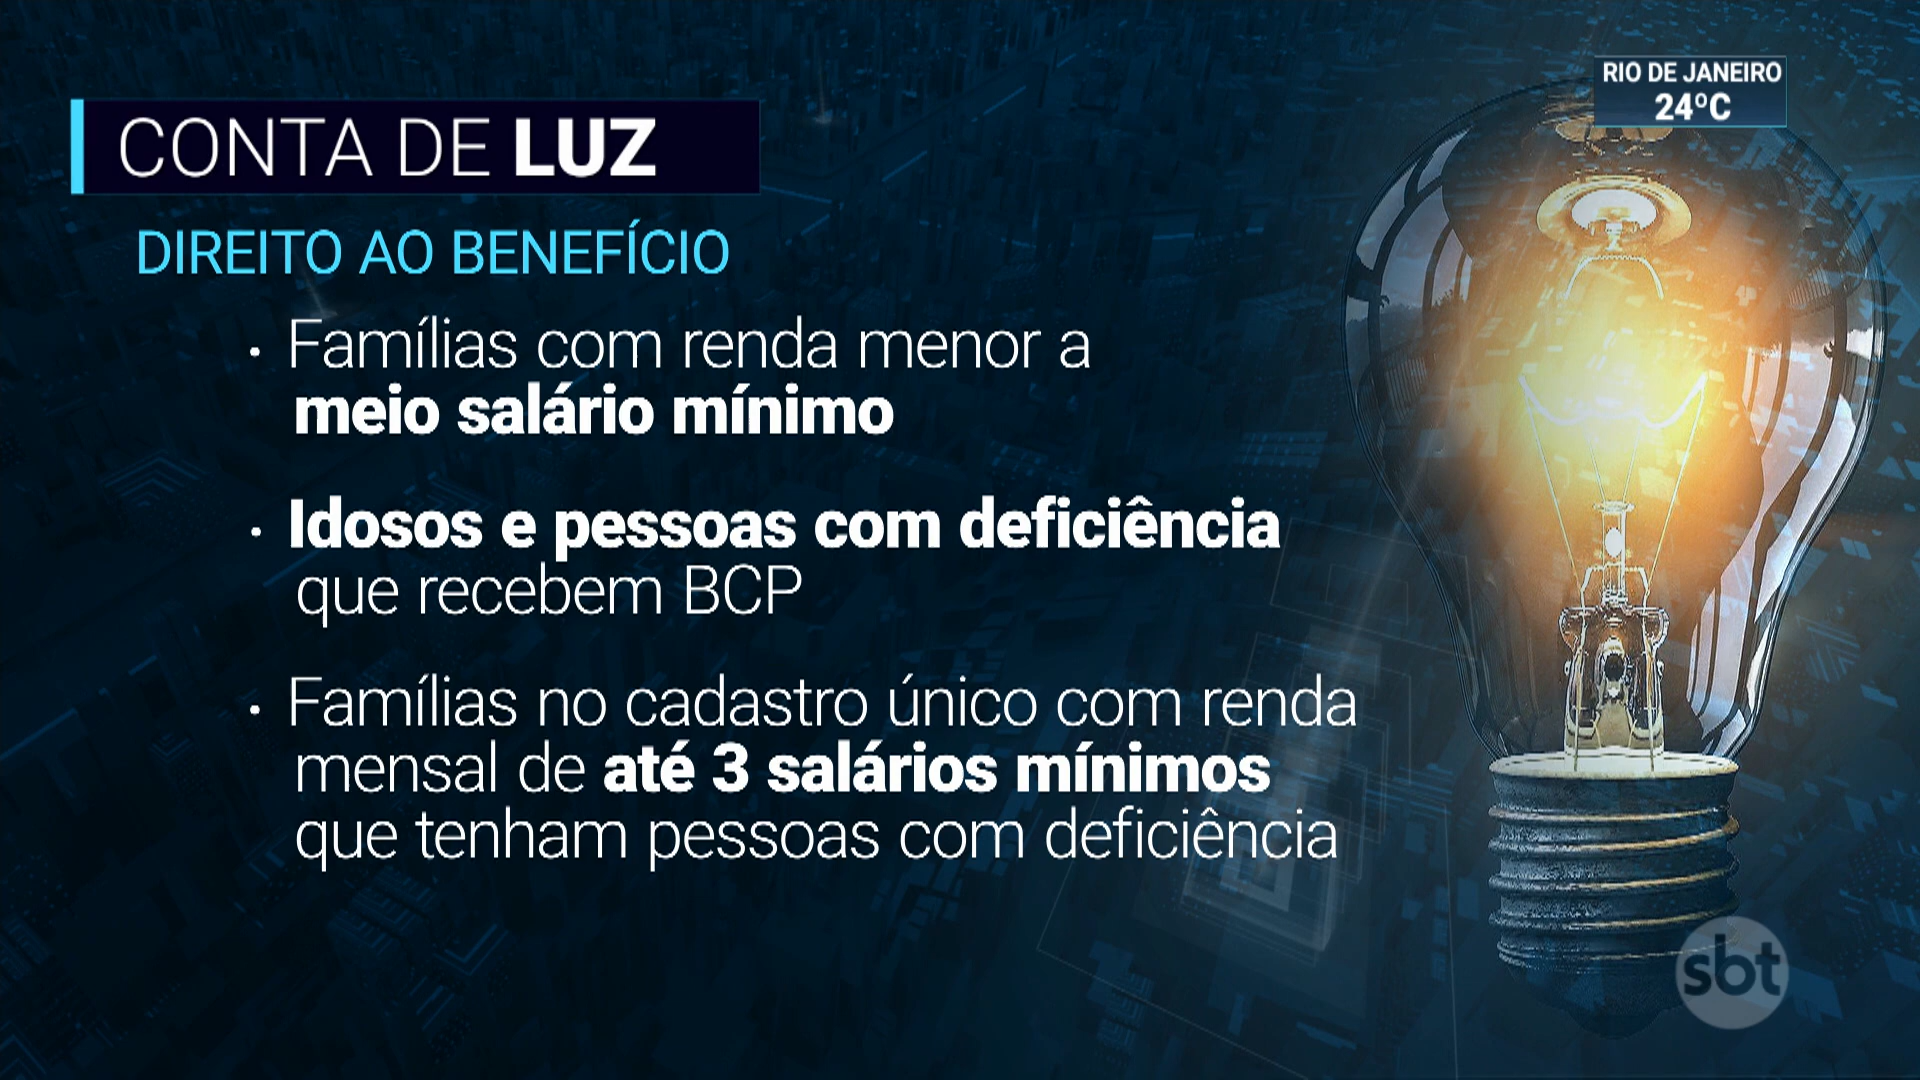 RIO DE JANEIRO
24ºC
CONTA DE LUZ
DIREITO AO BENEFÍCIO
• Famílias com renda menor a
meio salário mínimo
• Idosos e pessoas com deficiência
que recebem BCP
• Famílias no cadastro único com renda
mensal de até 3 salários mínimos
que tenham pessoas com deficiência
sbt